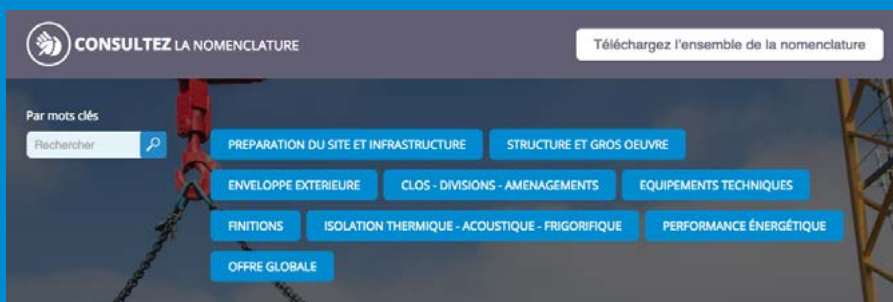 CONSULTEZ LA NOMENCLATURE
Téléchargez l'ensemble de la nomenclature
Par mots clés
Rechercher
PREPARATION DU SITE ET INFRASTRUCTURE
STRUCTURE ET GROS OEUVRE
ENVELOPPE EXTERIEURE
CLOS - DIVISIONS - AMENAGEMENTS
EQUIPEMENTS TECHNIQUES
FINITIONS
ISOLATION THERMIQUE - ACOUSTIQUE - FRIGORIFIQUE
PERFORMANCE ÉNERGÉTIQUE
OFFRE GLOBALE